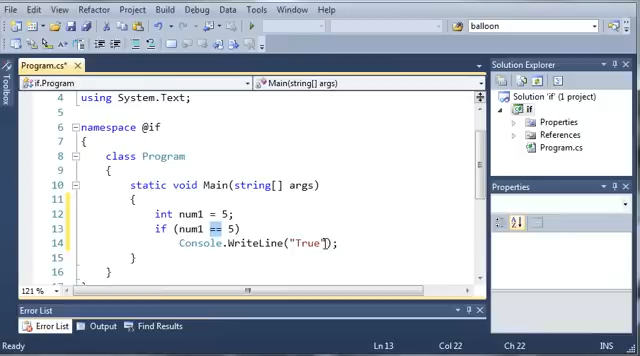 File Edit View Refactor Project Build Debug Data Tools Window Help
balloon
Program.cs*
Toolbox
if.Program
Main(string[] args)
4 using System.Text;
5
6 namespace @if
7 {
8 class Program
9 {
10 static void Main(string[] args)
11 {
12 int num1 = 5;
13 if (num1 == 5)
14 Console.WriteLine("True");
15 }
16 }
17
121 %
Error List
Error List Output Find Results
Solution Explorer
Solution 'if' (1 project)
if
Properties
References
Program.cs
Properties
Ready Ln 13 Col 22 Ch 22 INS